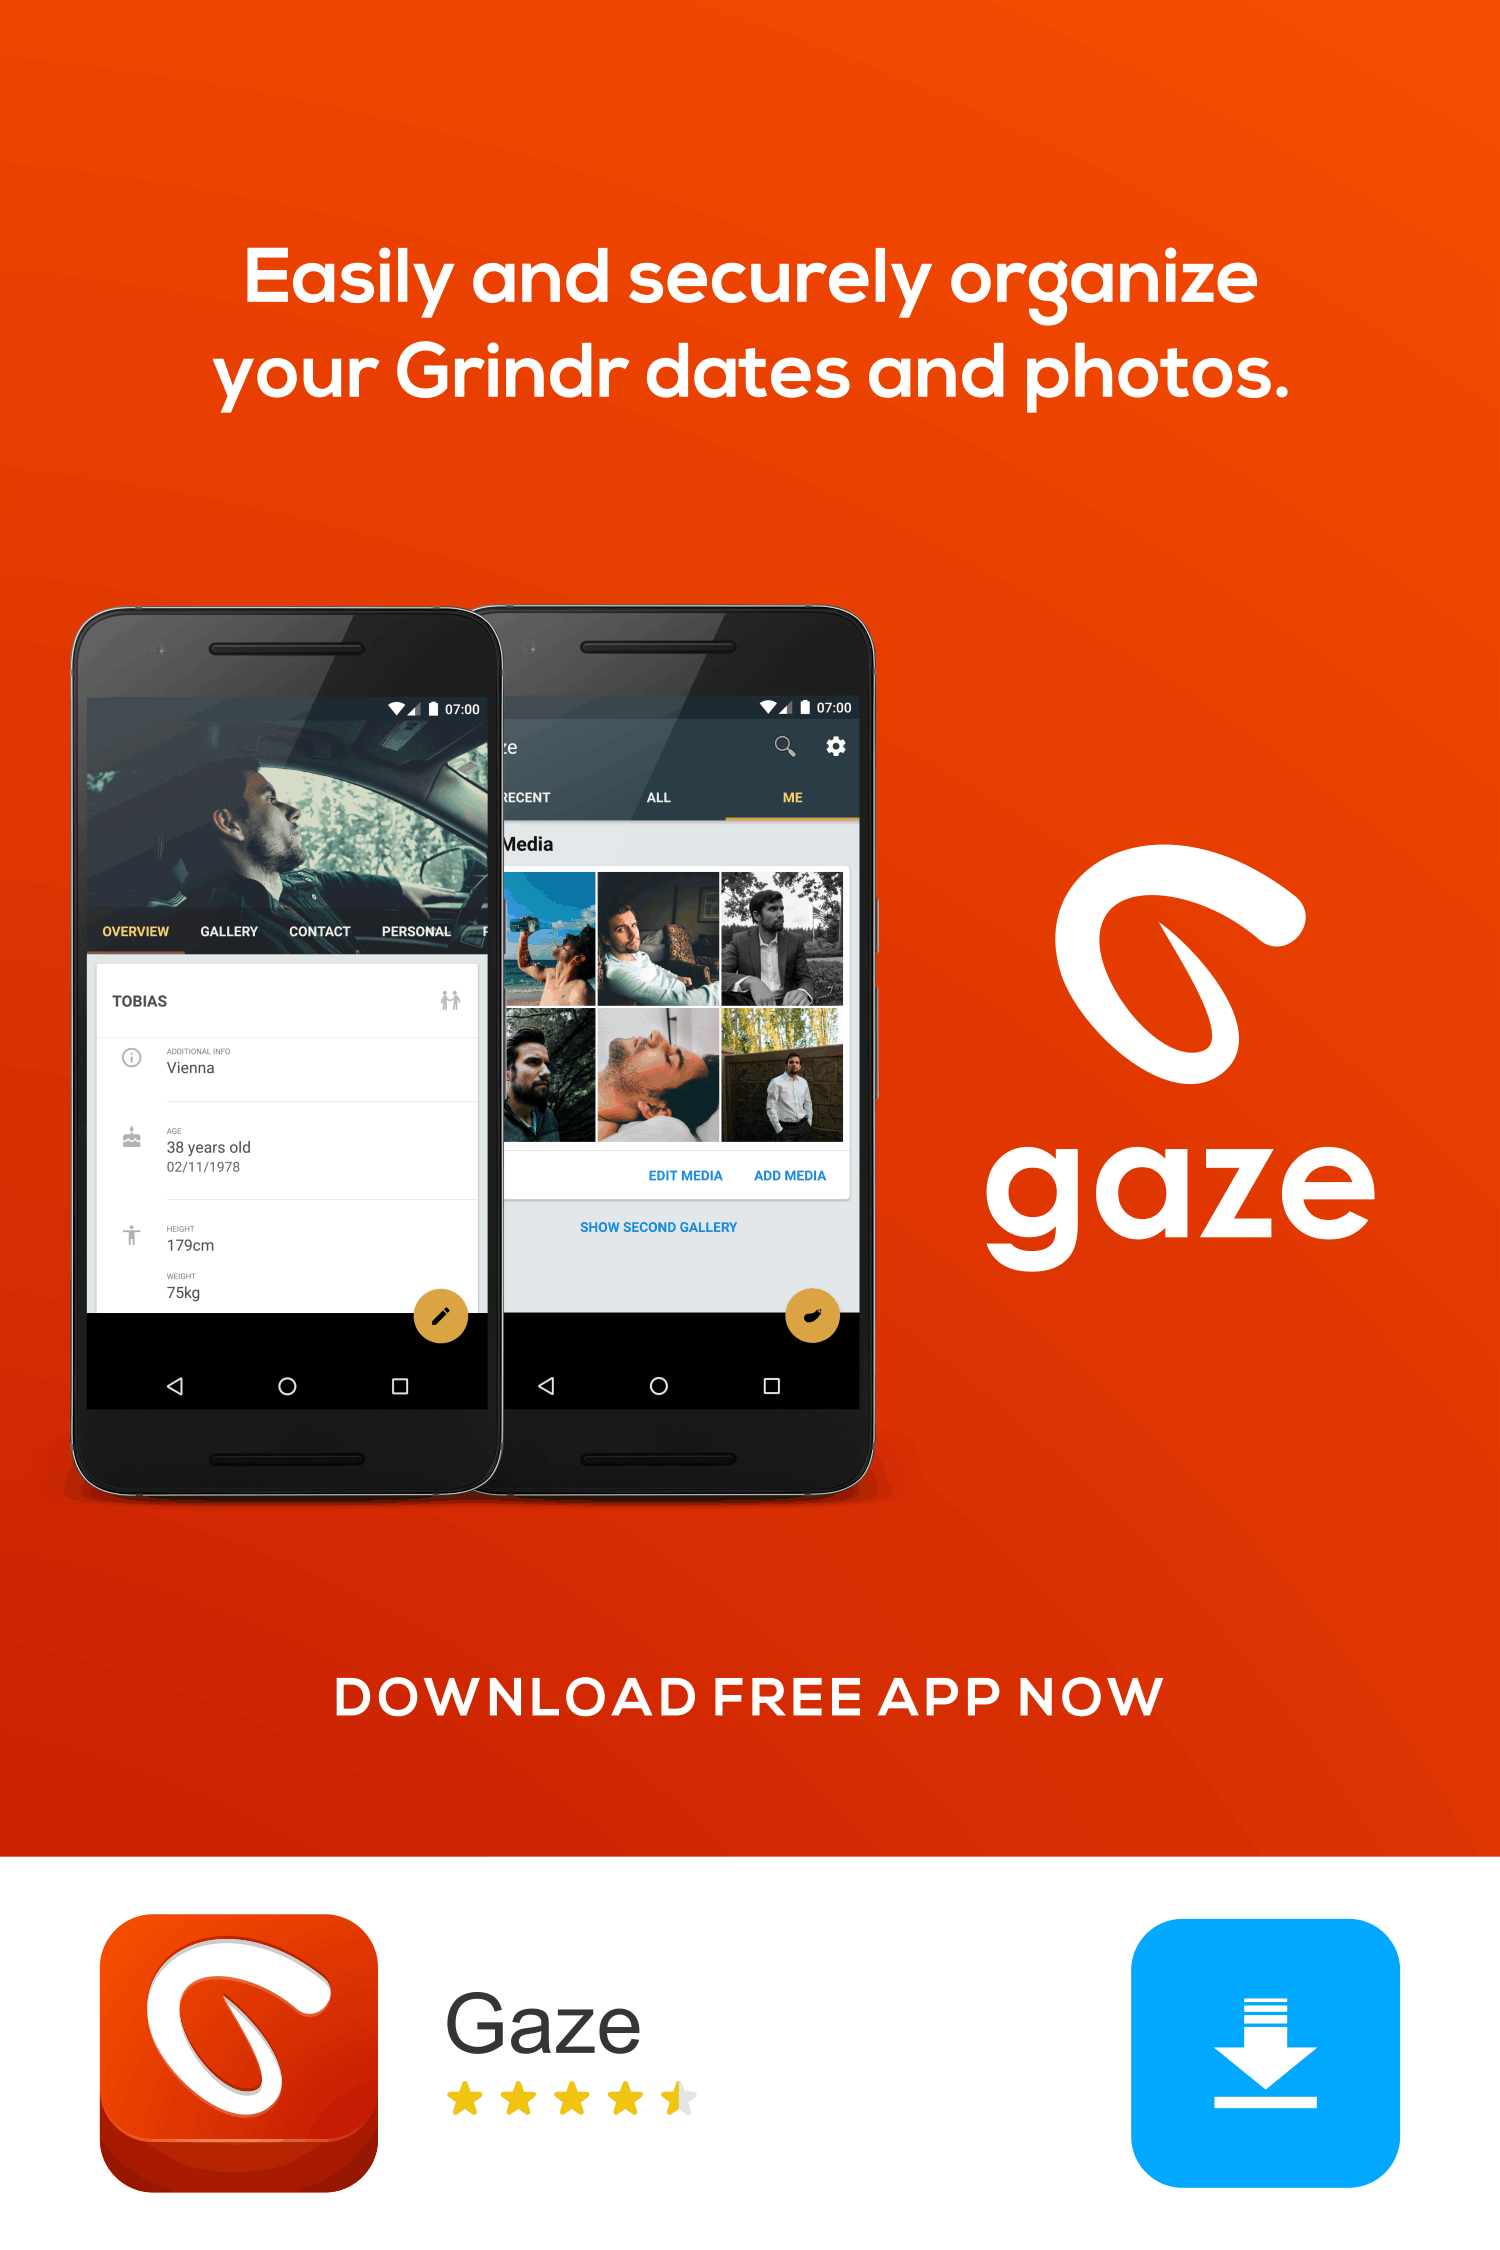 Easily and securely organize
your Grindr dates and photos.
07:00
OVERVIEW GALLERY CONTACT PERSONAL
TOBIAS
ADDITIONAL INFO
Vienna
AGE
38 years old
02/11/1978
HEIGHT
179cm
WEIGHT
75kg
07:00
ze
RECENT ALL ME
Media
EDIT MEDIA ADD MEDIA
SHOW SECOND GALLERY
gaze
DOWNLOAD FREE APP NOW
Gaze